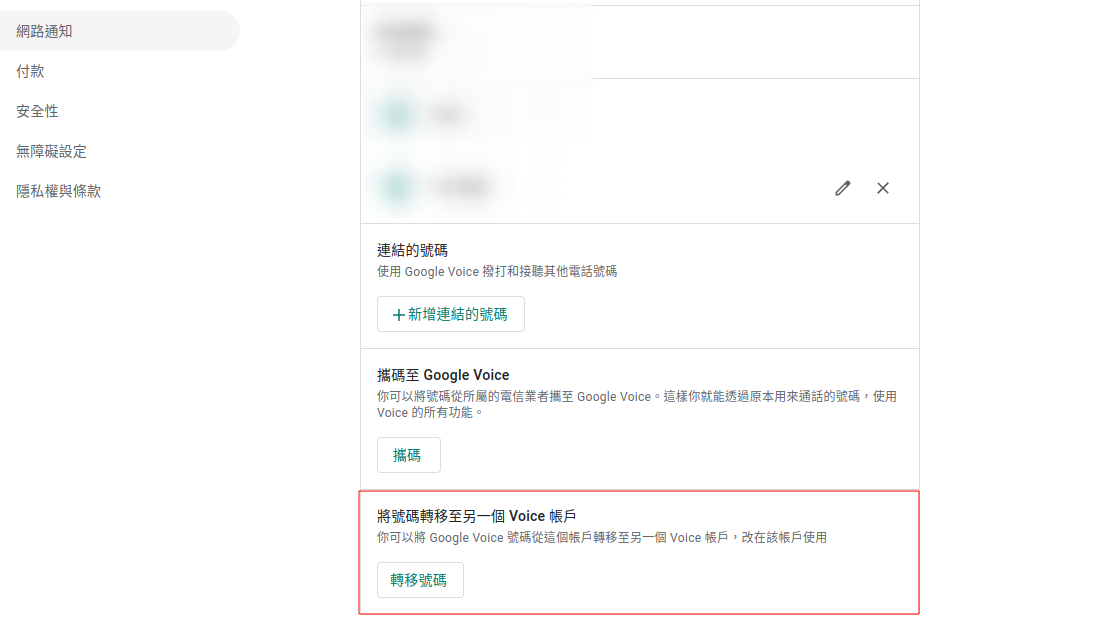 網路通知
付款
安全性
無障礙設定
隱私權與條款
連結的號碼
使用 Google Voice 撥打和接聽其他電話號碼
新增連結的號碼
攜碼至 Google Voice
你可以將號碼從所屬的電信業者攜至 Google Voice。這樣你就能透過原本用來通話的號碼，使用
Voice 的所有功能。
攜碼
將號碼轉移至另一個 Voice 帳戶
你可以將 Google Voice 號碼從這個帳戶轉移至另一個 Voice 帳戶，改在該帳戶使用
轉移號碼